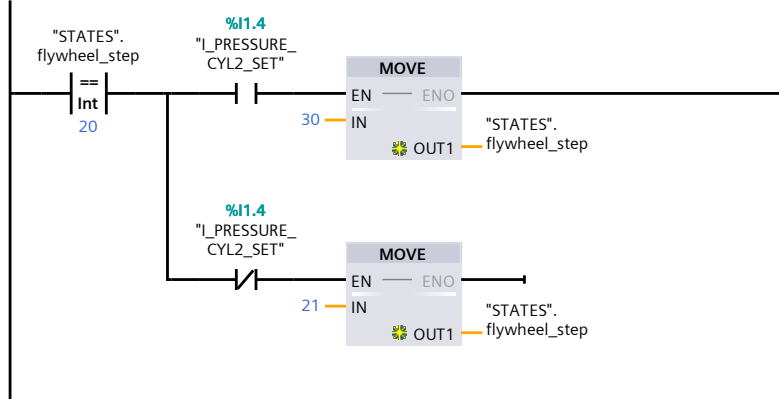 "STATES".
flywheel_step
==
Int
20
%I1.4
"I_PRESSURE_
CYL2_SET"
MOVE
EN
ENO
30
IN
OUT1
"STATES".
flywheel_step
%I1.4
"I_PRESSURE_
CYL2_SET"
MOVE
EN
ENO
21
IN
OUT1
"STATES".
flywheel_step